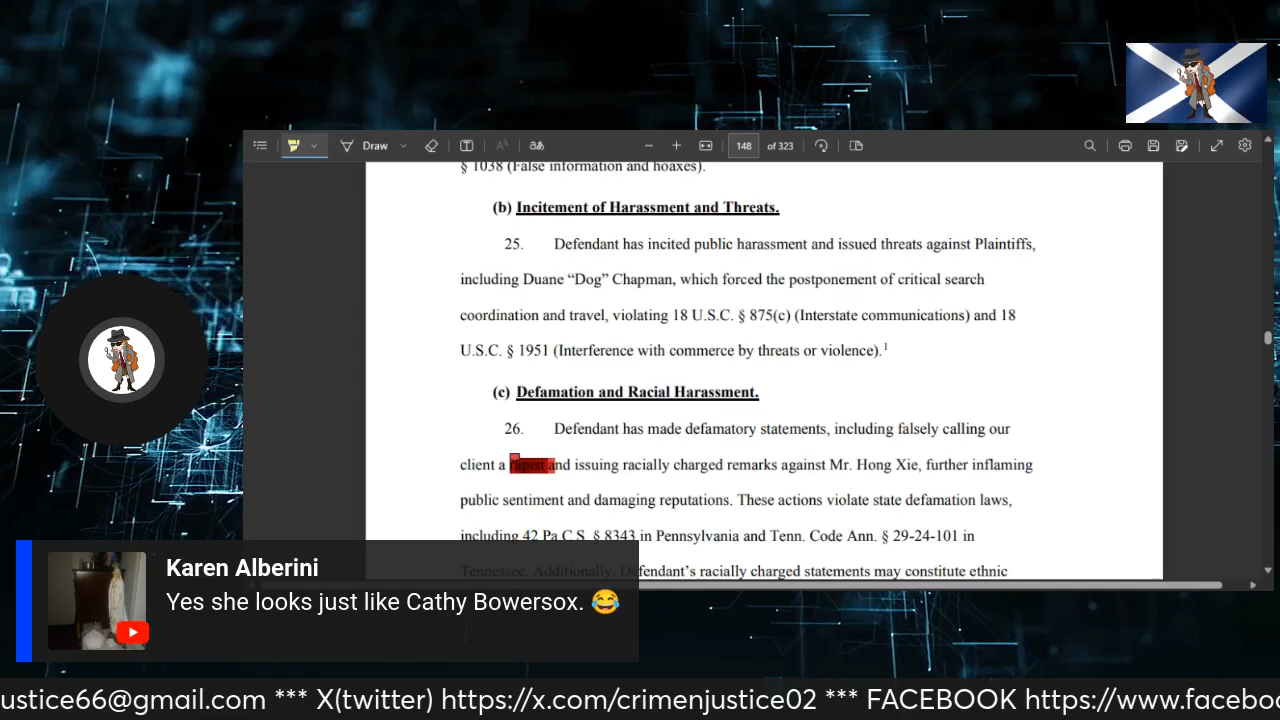 Draw
148 of 323
§ 1038 (False information and hoaxes).
(b) Incitement of Harassment and Threats.
25. Defendant has incited public harassment and issued threats against Plaintiffs,
including Duane “Dog” Chapman, which forced the postponement of critical search
coordination and travel, violating 18 U.S.C. § 875(c) (Interstate communications) and 18
U.S.C. § 1951 (Interference with commerce by threats or violence).1
(c) Defamation and Racial Harassment.
26. Defendant has made defamatory statements, including falsely calling our
client a rapist and issuing racially charged remarks against Mr. Hong Xie, further inflaming
public sentiment and damaging reputations. These actions violate state defamation laws,
including 42 Pa.C.S. § 8343 in Pennsylvania and Tenn. Code Ann. § 29-24-101 in
Tennessee. Additionally, Defendant’s racially charged statements may constitute ethnic
Karen Alberini
Yes she looks just like Cathy Bowersox. 😂
ustice66@gmail.com *** X(twitter) https://x.com/crimenjustice02 *** FACEBOOK https://www.facebo